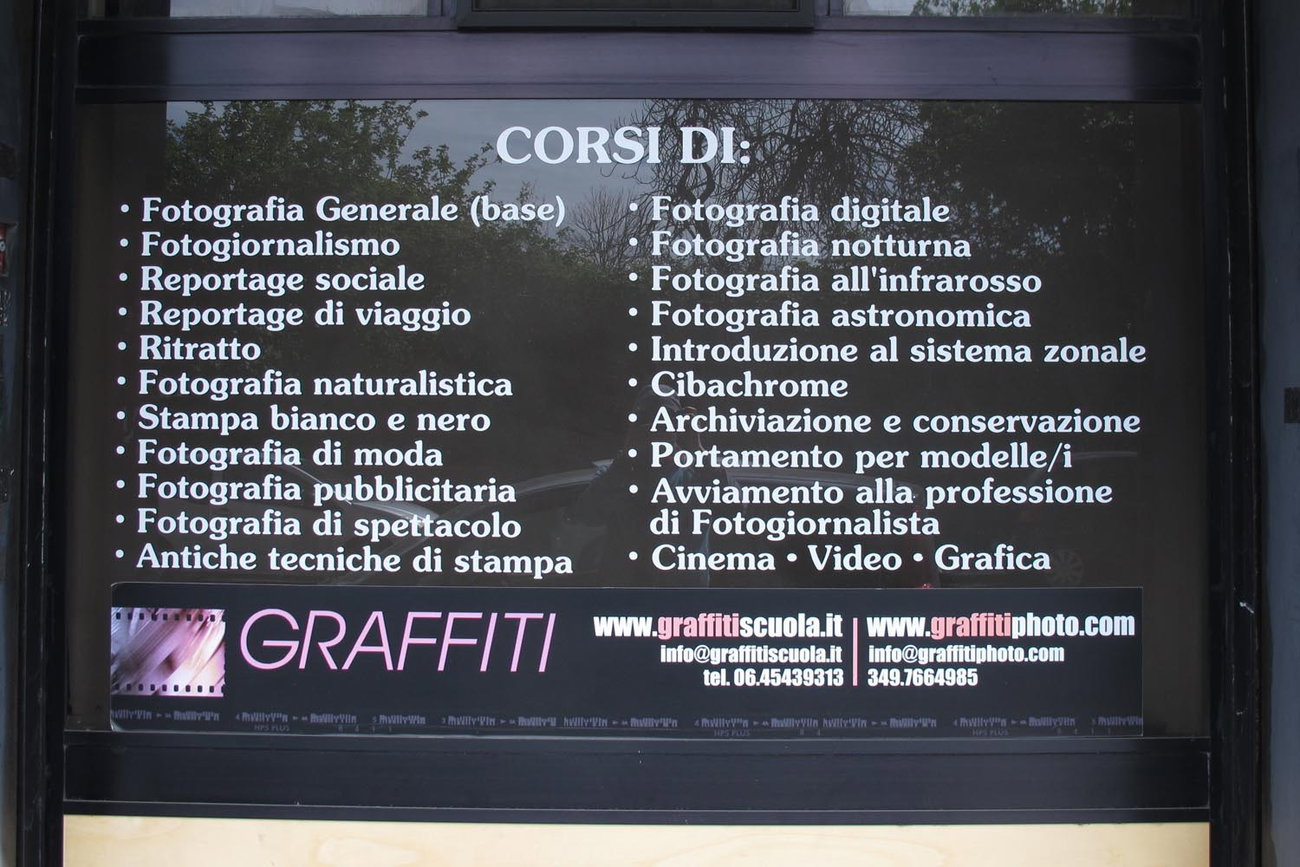 CORSI DI:
• Fotografia Generale (base)
• Fotogiornalismo
• Reportage sociale
• Reportage di viaggio
• Ritratto
• Fotografia naturalistica
• Stampa bianco e nero
• Fotografia di moda
• Fotografia pubblicitaria
• Fotografia di spettacolo
• Antiche tecniche di stampa
• Fotografia digitale
• Fotografia notturna
• Fotografia all'infrarosso
• Fotografia astronomica
• Introduzione al sistema zonale
• Cibachrome
• Archiviazione e conservazione
• Portamento per modelle/i
• Avviamento alla professione
di Fotogiornalista
• Cinema • Video • Grafica
GRAFFITI
www.graffitiscuola.it
info@graffitiscuola.it
tel. 06.45439313
www.graffitiphoto.com
info@graffitiphoto.com
349.7664985
HP5 PLUS